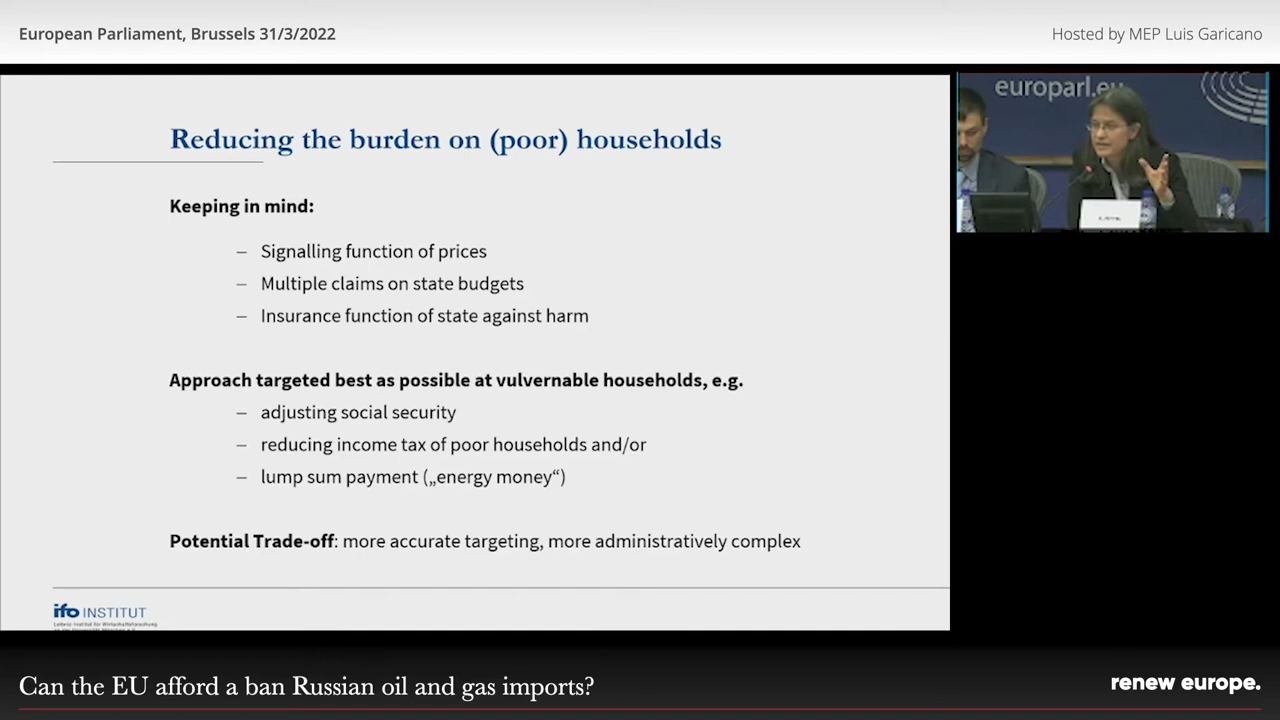 European Parliament, Brussels 31/3/2022
Hosted by MEP Luis Garicano
europarl.eu
Reducing the burden on (poor) households
Keeping in mind:
– Signalling function of prices
– Multiple claims on state budgets
– Insurance function of state against harm
Approach targeted best as possible at vulvernable households, e.g.
– adjusting social security
– reducing income tax of poor households and/or
– lump sum payment („energy money“)
Potential Trade-off: more accurate targeting, more administratively complex
ifo INSTITUT
Leibniz-Institut für Wirtschaftsforschung
Can the EU afford a ban Russian oil and gas imports?
renew europe.